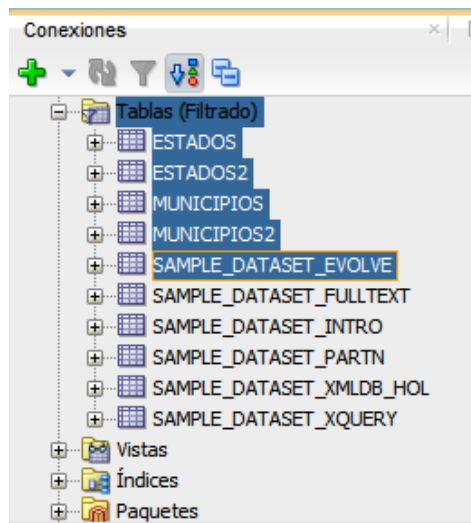 Conexiones
Tablas (Filtrado)
ESTADOS
ESTADOS2
MUNICIPIOS
MUNICIPIOS2
SAMPLE_DATASET_EVOLVE
SAMPLE_DATASET_FULLTEXT
SAMPLE_DATASET_INTRO
SAMPLE_DATASET_PARTN
SAMPLE_DATASET_XMLDB_HOL
SAMPLE_DATASET_XQUERY
Vistas
Índices
Paquetes